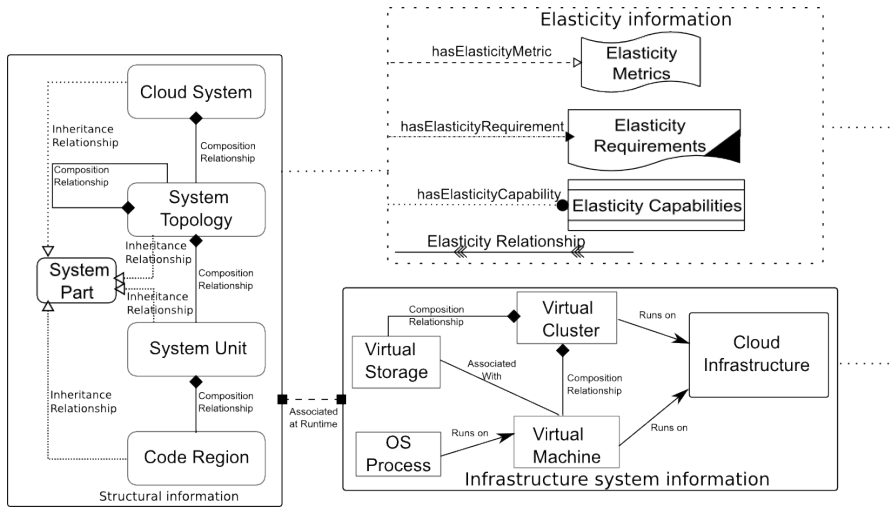 Elasticity information
hasElasticityMetric
Elasticity
Metrics
hasElasticityRequirement
Elasticity
Requirements
hasElasticityCapability
Elasticity Capabilities
Elasticity Relationship
Cloud System
Inheritance
Relationship
Composition
Relationship
Composition
Relationship
System
Topology
Inheritance
Relationship
System
Part
Composition
Relationship
Inheritance
Relationship
System Unit
Inheritance
Relationship
Composition
Relationship
Code Region
Structural information
Associated
at Runtime
Composition
Relationship
Virtual
Cluster
Runs on
Cloud
Infrastructure
Virtual
Storage
Associated
With
Composition
Relationship
OS
Process
Runs on
Virtual
Machine
Runs on
Infrastructure system information